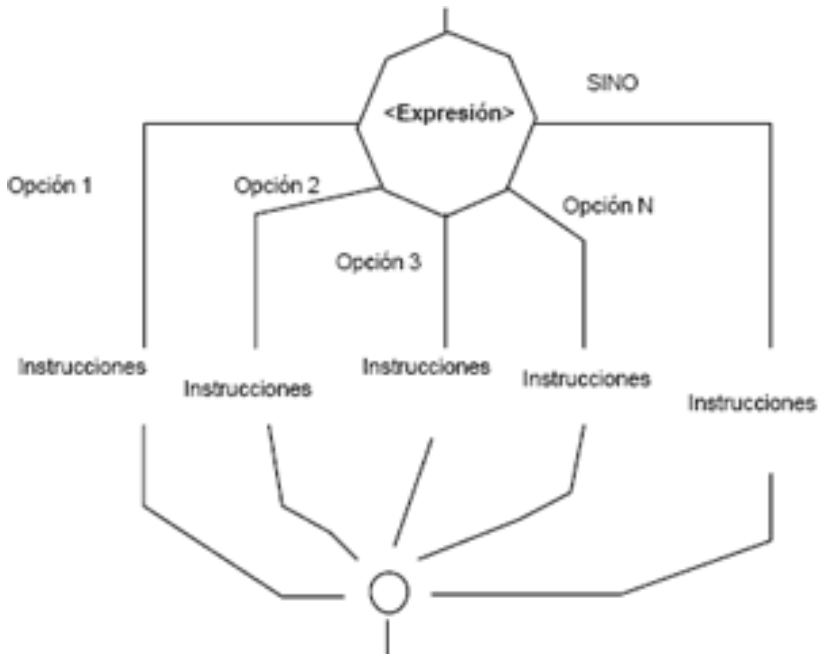 SINO
<Expresión>
Opción 1
Opción 2
Opción N
Opción 3
Instrucciones
Instrucciones
Instrucciones
Instrucciones
Instrucciones